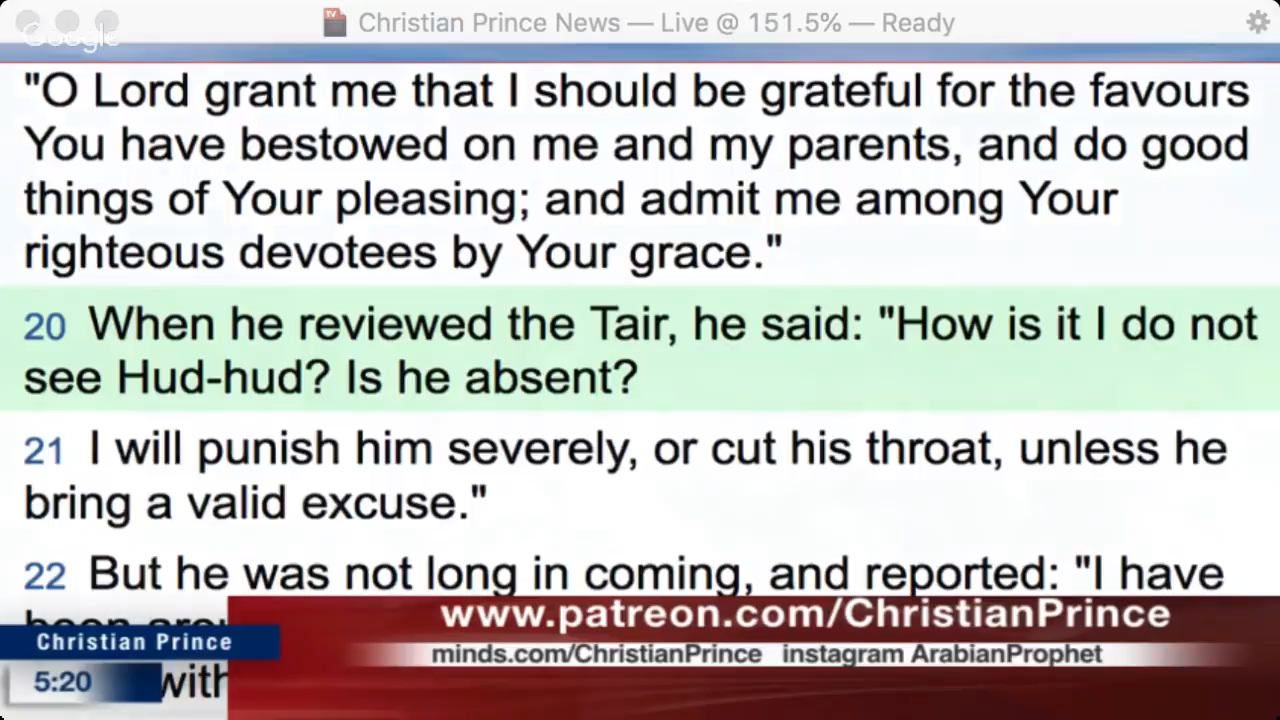 Christian Prince News — Live @ 151.5% — Ready
Google
"O Lord grant me that I should be grateful for the favours
You have bestowed on me and my parents, and do good
things of Your pleasing; and admit me among Your
righteous devotees by Your grace."
20 When he reviewed the Tair, he said: "How is it I do not
see Hud-hud? Is he absent?
21 I will punish him severely, or cut his throat, unless he
bring a valid excuse."
22 But he was not long in coming, and reported: "I have
with
www.patreon.com/ChristianPrince
Christian Prince
minds.com/ChristianPrince instagram ArabianProphet
5:20